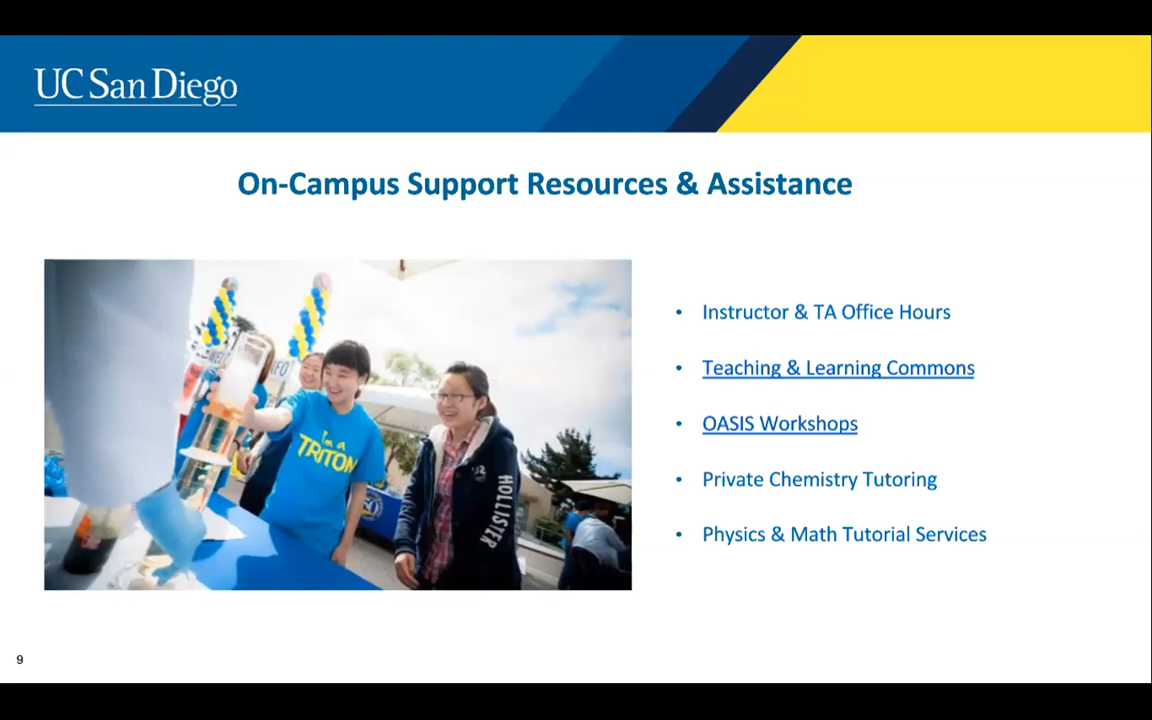 UC San Diego
On-Campus Support Resources & Assistance
I'm a
TRITON
HOLLISTER
• Instructor & TA Office Hours
• Teaching & Learning Commons
• OASIS Workshops
• Private Chemistry Tutoring
• Physics & Math Tutorial Services
9